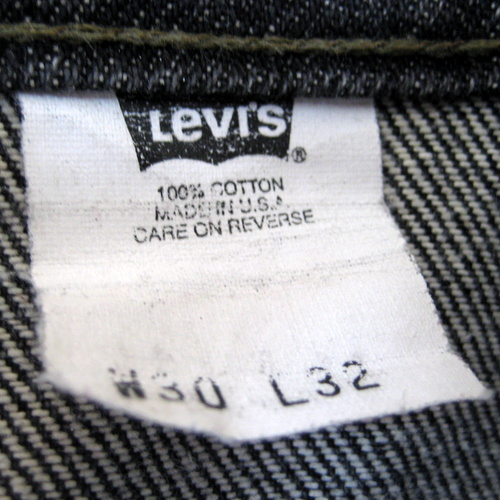 Levi's®
100% COTTON
MADE IN U.S.A.
CARE ON REVERSE
W30 L32